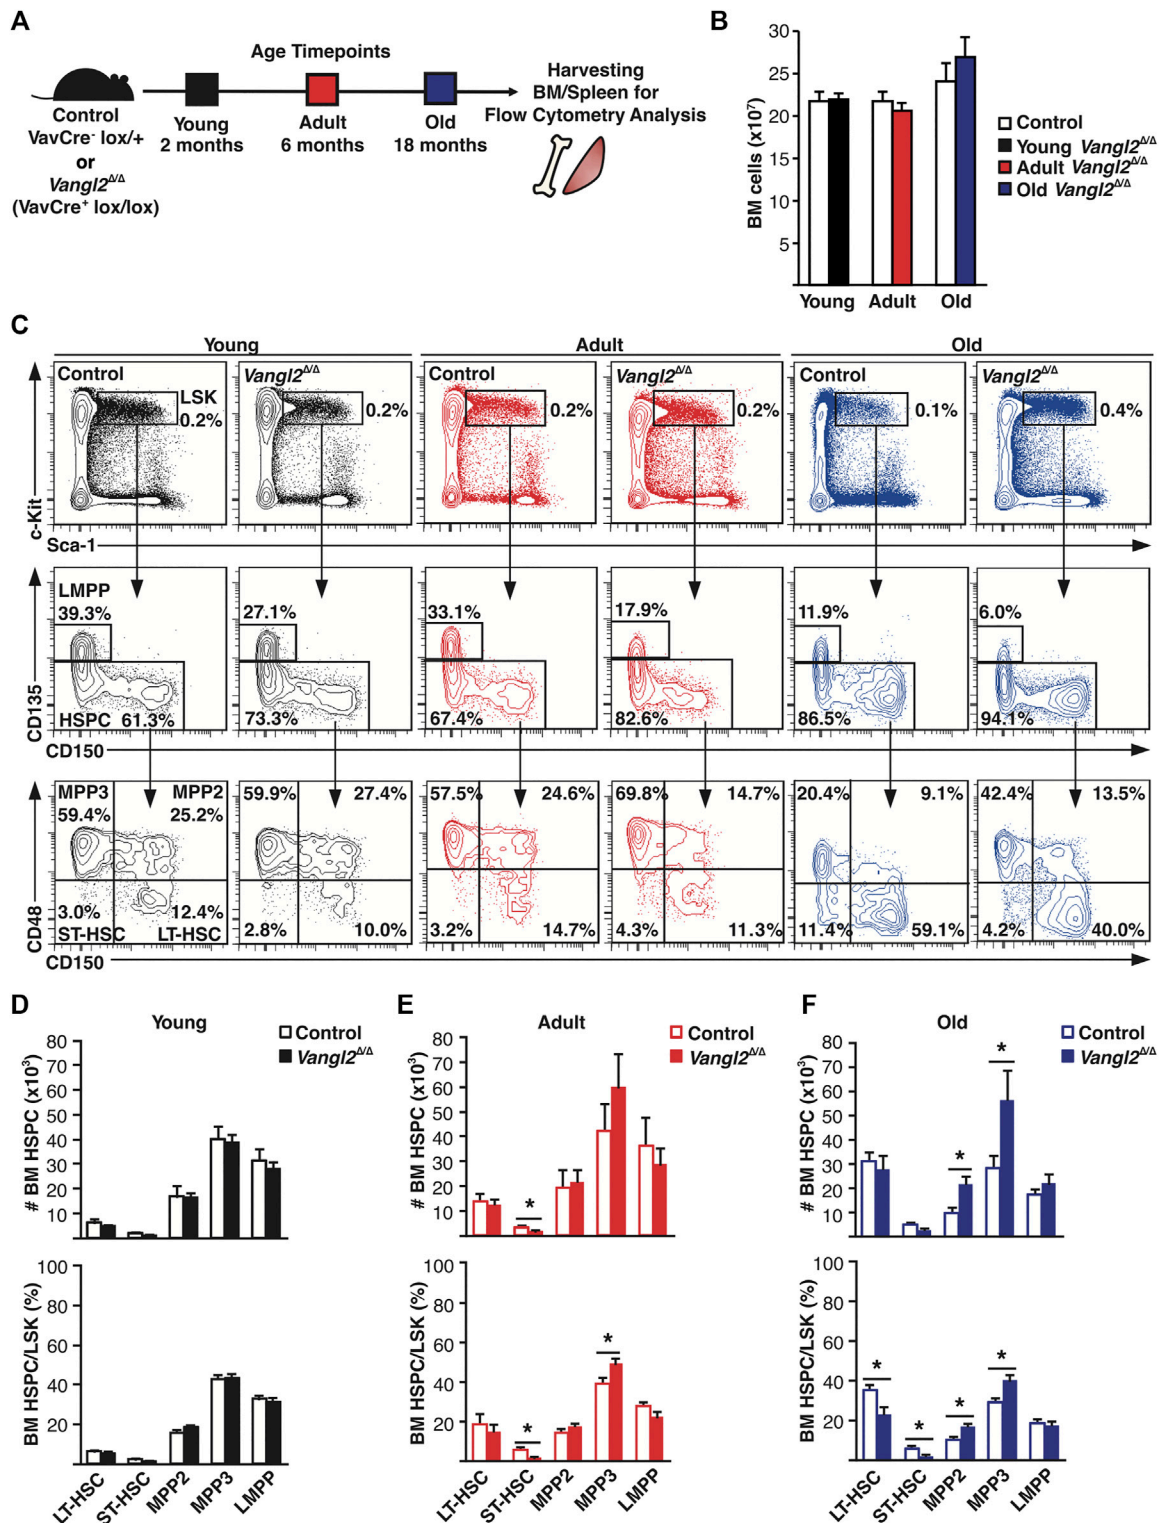 A
Age Timepoints
Control
VavCre⁻ lox/+
or
Vangl2Δ/Δ
(VavCre⁺ lox/lox)
Young
2 months
Adult
6 months
Old
18 months
Harvesting
BM/Spleen for
Flow Cytometry Analysis
B
BM cells (x10⁷)
30
25
20
15
10
5
Young Adult Old
Control
Young Vangl2Δ/Δ
Adult Vangl2Δ/Δ
Old Vangl2Δ/Δ
C
Young Adult Old
Control Vangl2Δ/Δ Control Vangl2Δ/Δ Control Vangl2Δ/Δ
LSK
0.2% 0.2% 0.2% 0.2% 0.1% 0.4%
c-Kit
Sca-1
LMPP
39.3% 27.1% 33.1% 17.9% 11.9% 6.0%
HSPC 61.3% 73.3% 67.4% 82.6% 86.5% 94.1%
CD135
CD150
MPP3 MPP2
59.4% 25.2% 59.9% 27.4% 57.5% 24.6% 69.8% 14.7% 20.4% 9.1% 42.4% 13.5%
3.0% 12.4% 2.8% 10.0% 3.2% 14.7% 4.3% 11.3% 11.4% 59.1% 4.2% 40.0%
ST-HSC LT-HSC
CD48
CD150
D
Young
Control
Vangl2Δ/Δ
# BM HSPC (x10³)
80
70
60
50
40
30
20
10
BM HSPC/LSK (%)
100
80
60
40
20
LT-HSC ST-HSC MPP2 MPP3 LMPP
E
Adult
Control
Vangl2Δ/Δ
# BM HSPC (x10³)
80
70
60
50
40
30
20
10
*
BM HSPC/LSK (%)
100
80
60
40
20
* *
LT-HSC ST-HSC MPP2 MPP3 LMPP
F
Old
Control
Vangl2Δ/Δ
# BM HSPC (x10³)
80
70
60
50
40
30
20
10
* *
BM HSPC/LSK (%)
100
80
60
40
20
* * * *
LT-HSC ST-HSC MPP2 MPP3 LMPP